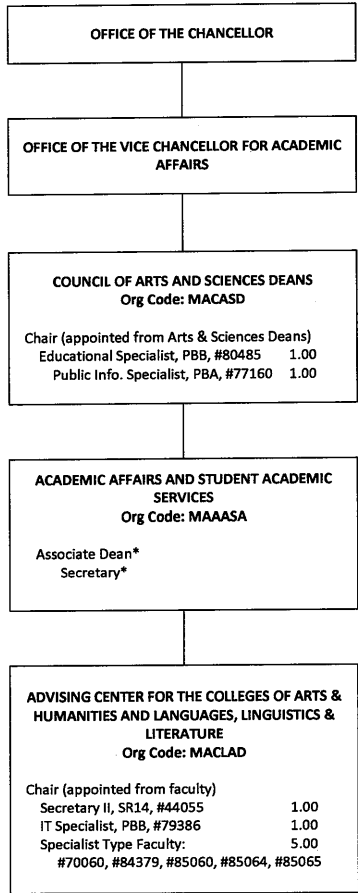 OFFICE OF THE CHANCELLOR
OFFICE OF THE VICE CHANCELLOR FOR ACADEMIC
AFFAIRS
COUNCIL OF ARTS AND SCIENCES DEANS
Org Code: MACASD
Chair (appointed from Arts & Sciences Deans)
Educational Specialist, PBB, #80485 1.00
Public Info. Specialist, PBA, #77160 1.00
ACADEMIC AFFAIRS AND STUDENT ACADEMIC
SERVICES
Org Code: MAAASA
Associate Dean*
Secretary*
ADVISING CENTER FOR THE COLLEGES OF ARTS &
HUMANITIES AND LANGUAGES, LINGUISTICS &
LITERATURE
Org Code: MACLAD
Chair (appointed from faculty)
Secretary II, SR14, #44055 1.00
IT Specialist, PBB, #79386 1.00
Specialist Type Faculty: 5.00
#70060, #84379, #85060, #85064, #85065